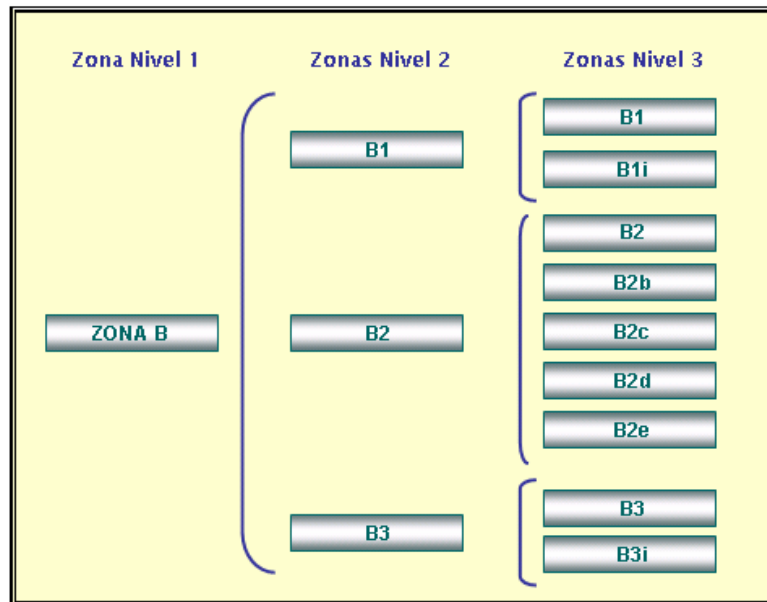 Zona Nivel 1 Zonas Nivel 2 Zonas Nivel 3
B1
B1
B1i
B2
B2b
ZONA B B2 B2c
B2d
B2e
B3
B3
B3i